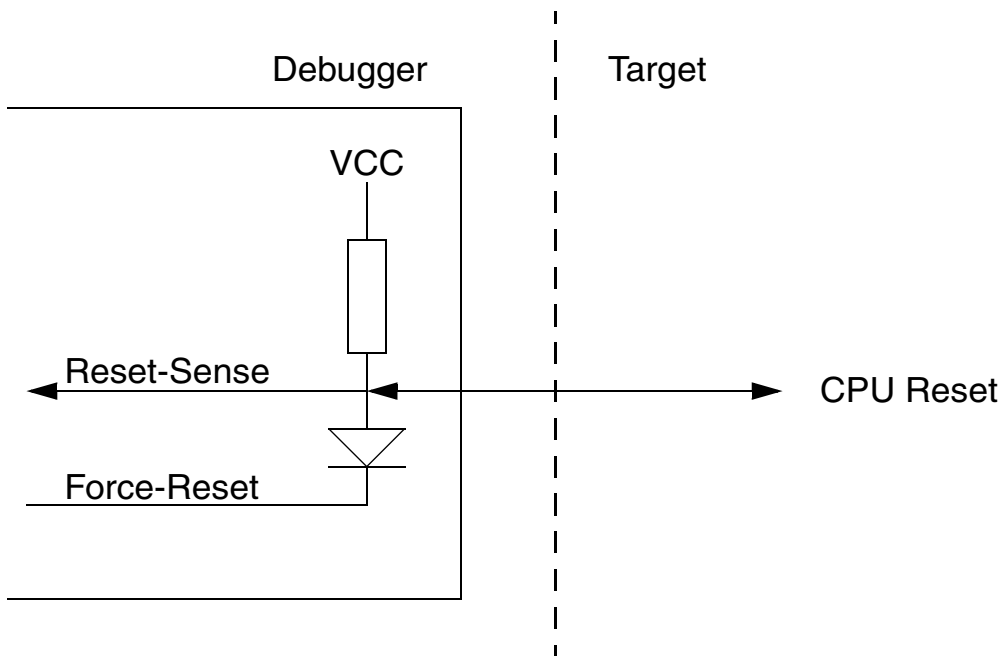 Debugger
Target
VCC
Reset-Sense
CPU Reset
Force-Reset